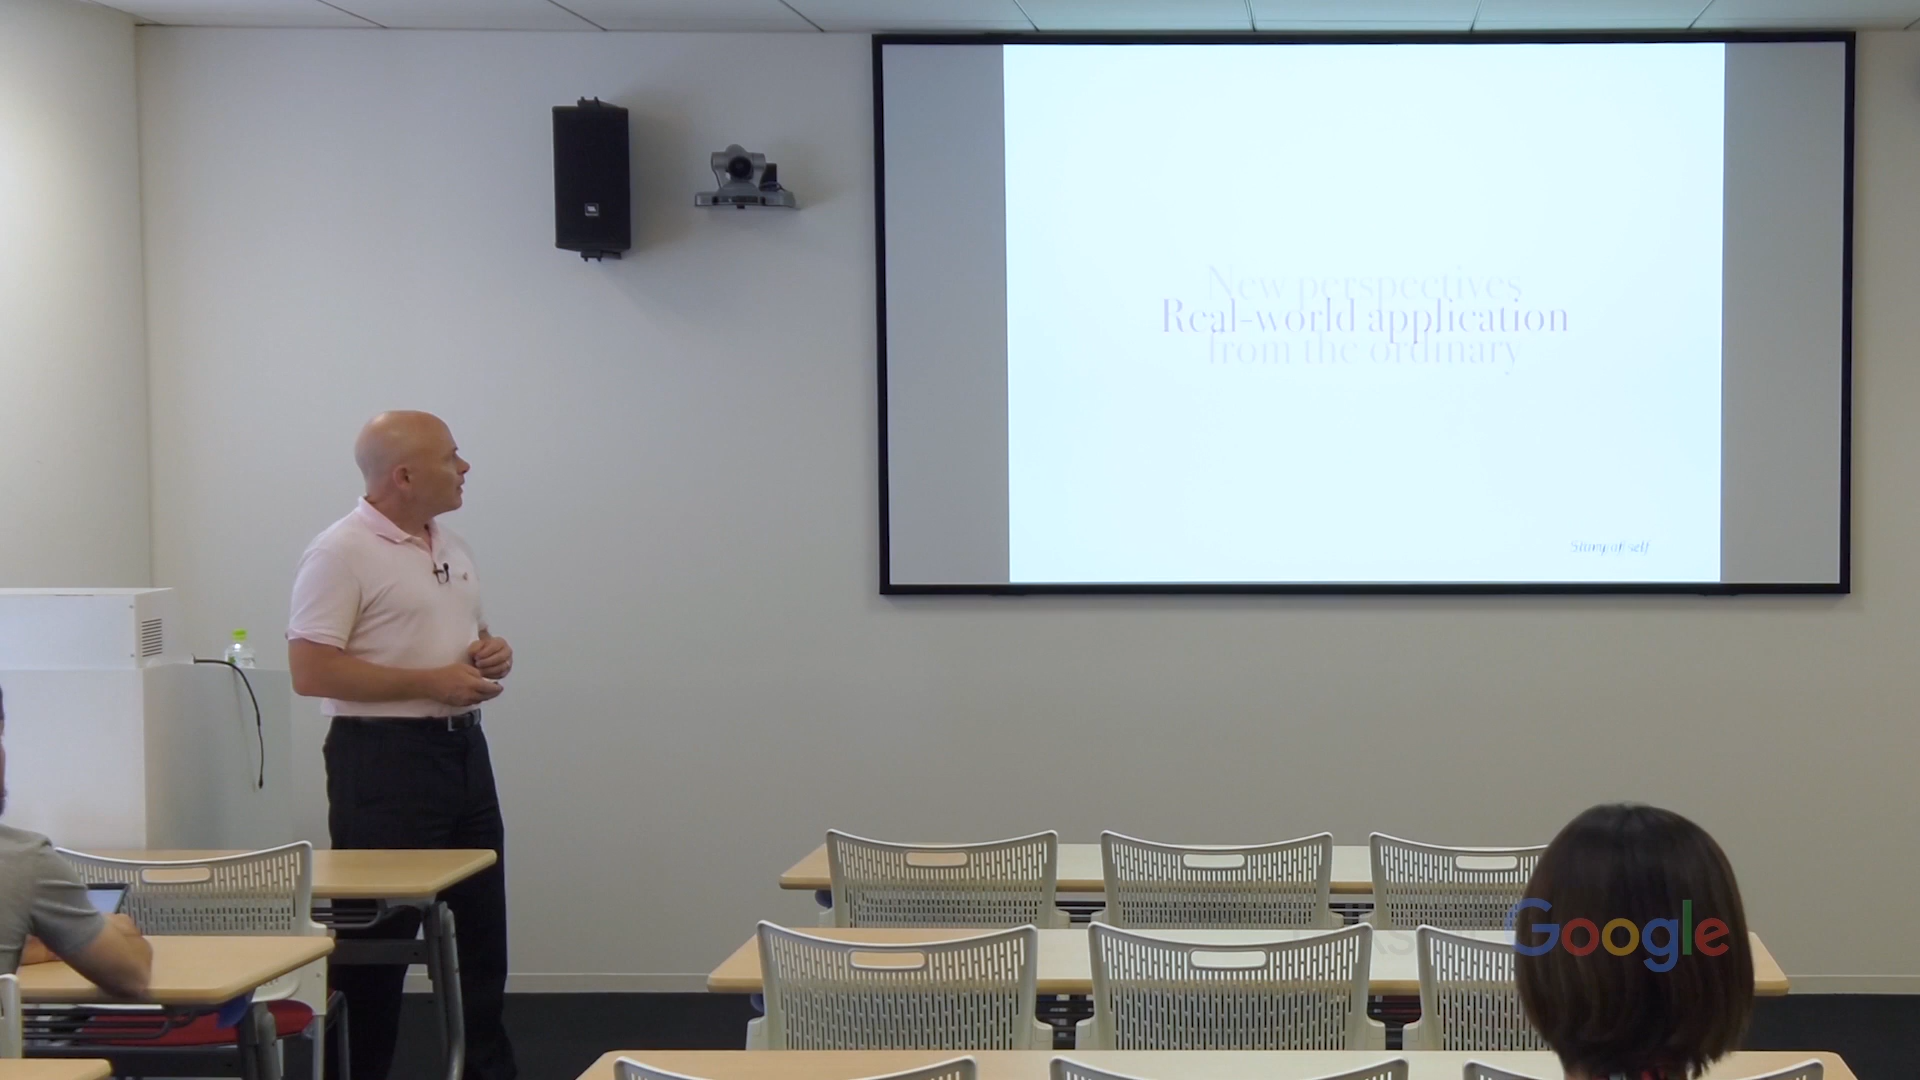 New perspectives
Real-world application
from the ordinary
Story of self
Google